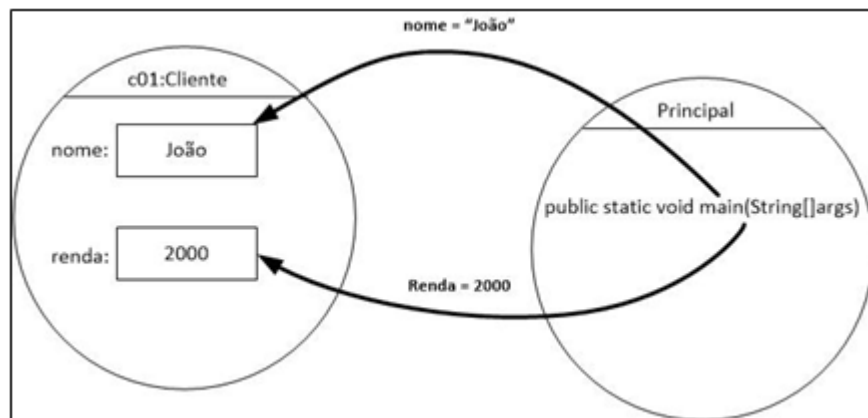 nome = “João”
c01:Cliente
nome:
João
renda:
2000
Principal
public static void main(String[]args)
Renda = 2000